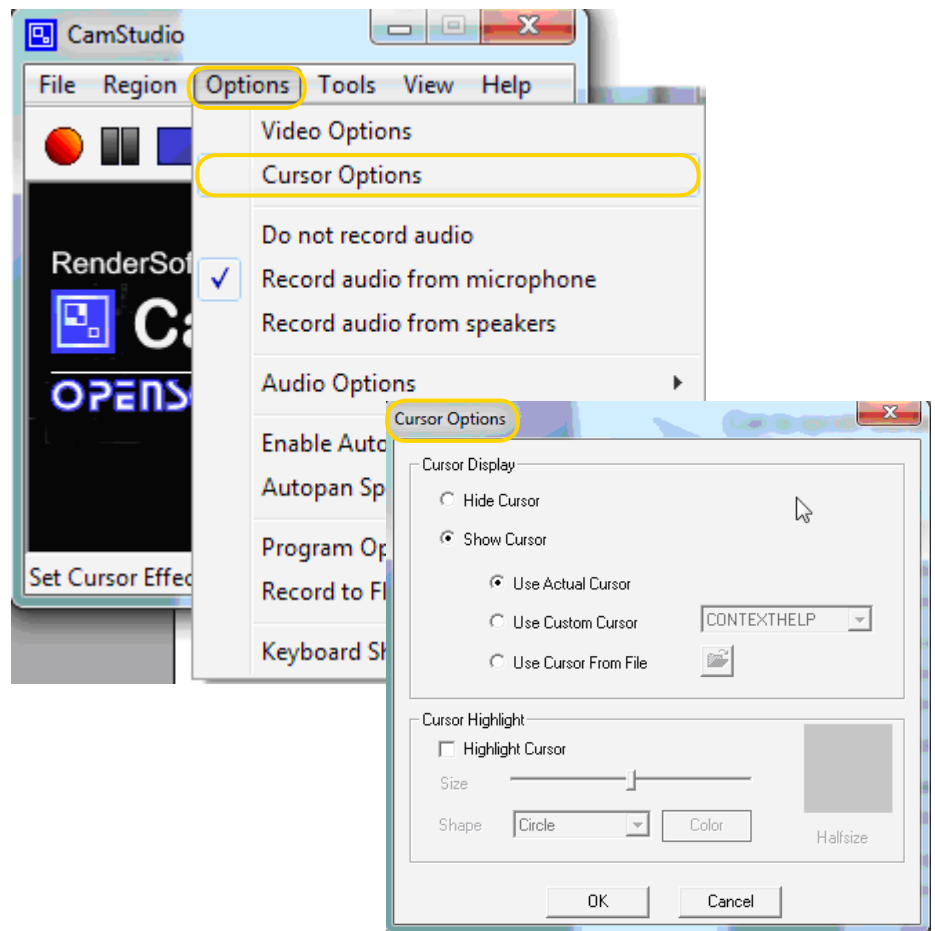 CamStudio
File Region Options Tools View Help
Video Options
Cursor Options
Do not record audio
RenderSof
Record audio from microphone
Ca
Record audio from speakers
OPENS
Audio Options
Enable Auto
Autopan Sp
Program Op
Set Cursor Effec
Record to Fl
Keyboard Sh
Cursor Options
Cursor Display
Hide Cursor
Show Cursor
Use Actual Cursor
Use Custom Cursor CONTEXTHELP
Use Cursor From File
Cursor Highlight
Highlight Cursor
Size
Shape Circle Color
Halfsize
OK Cancel